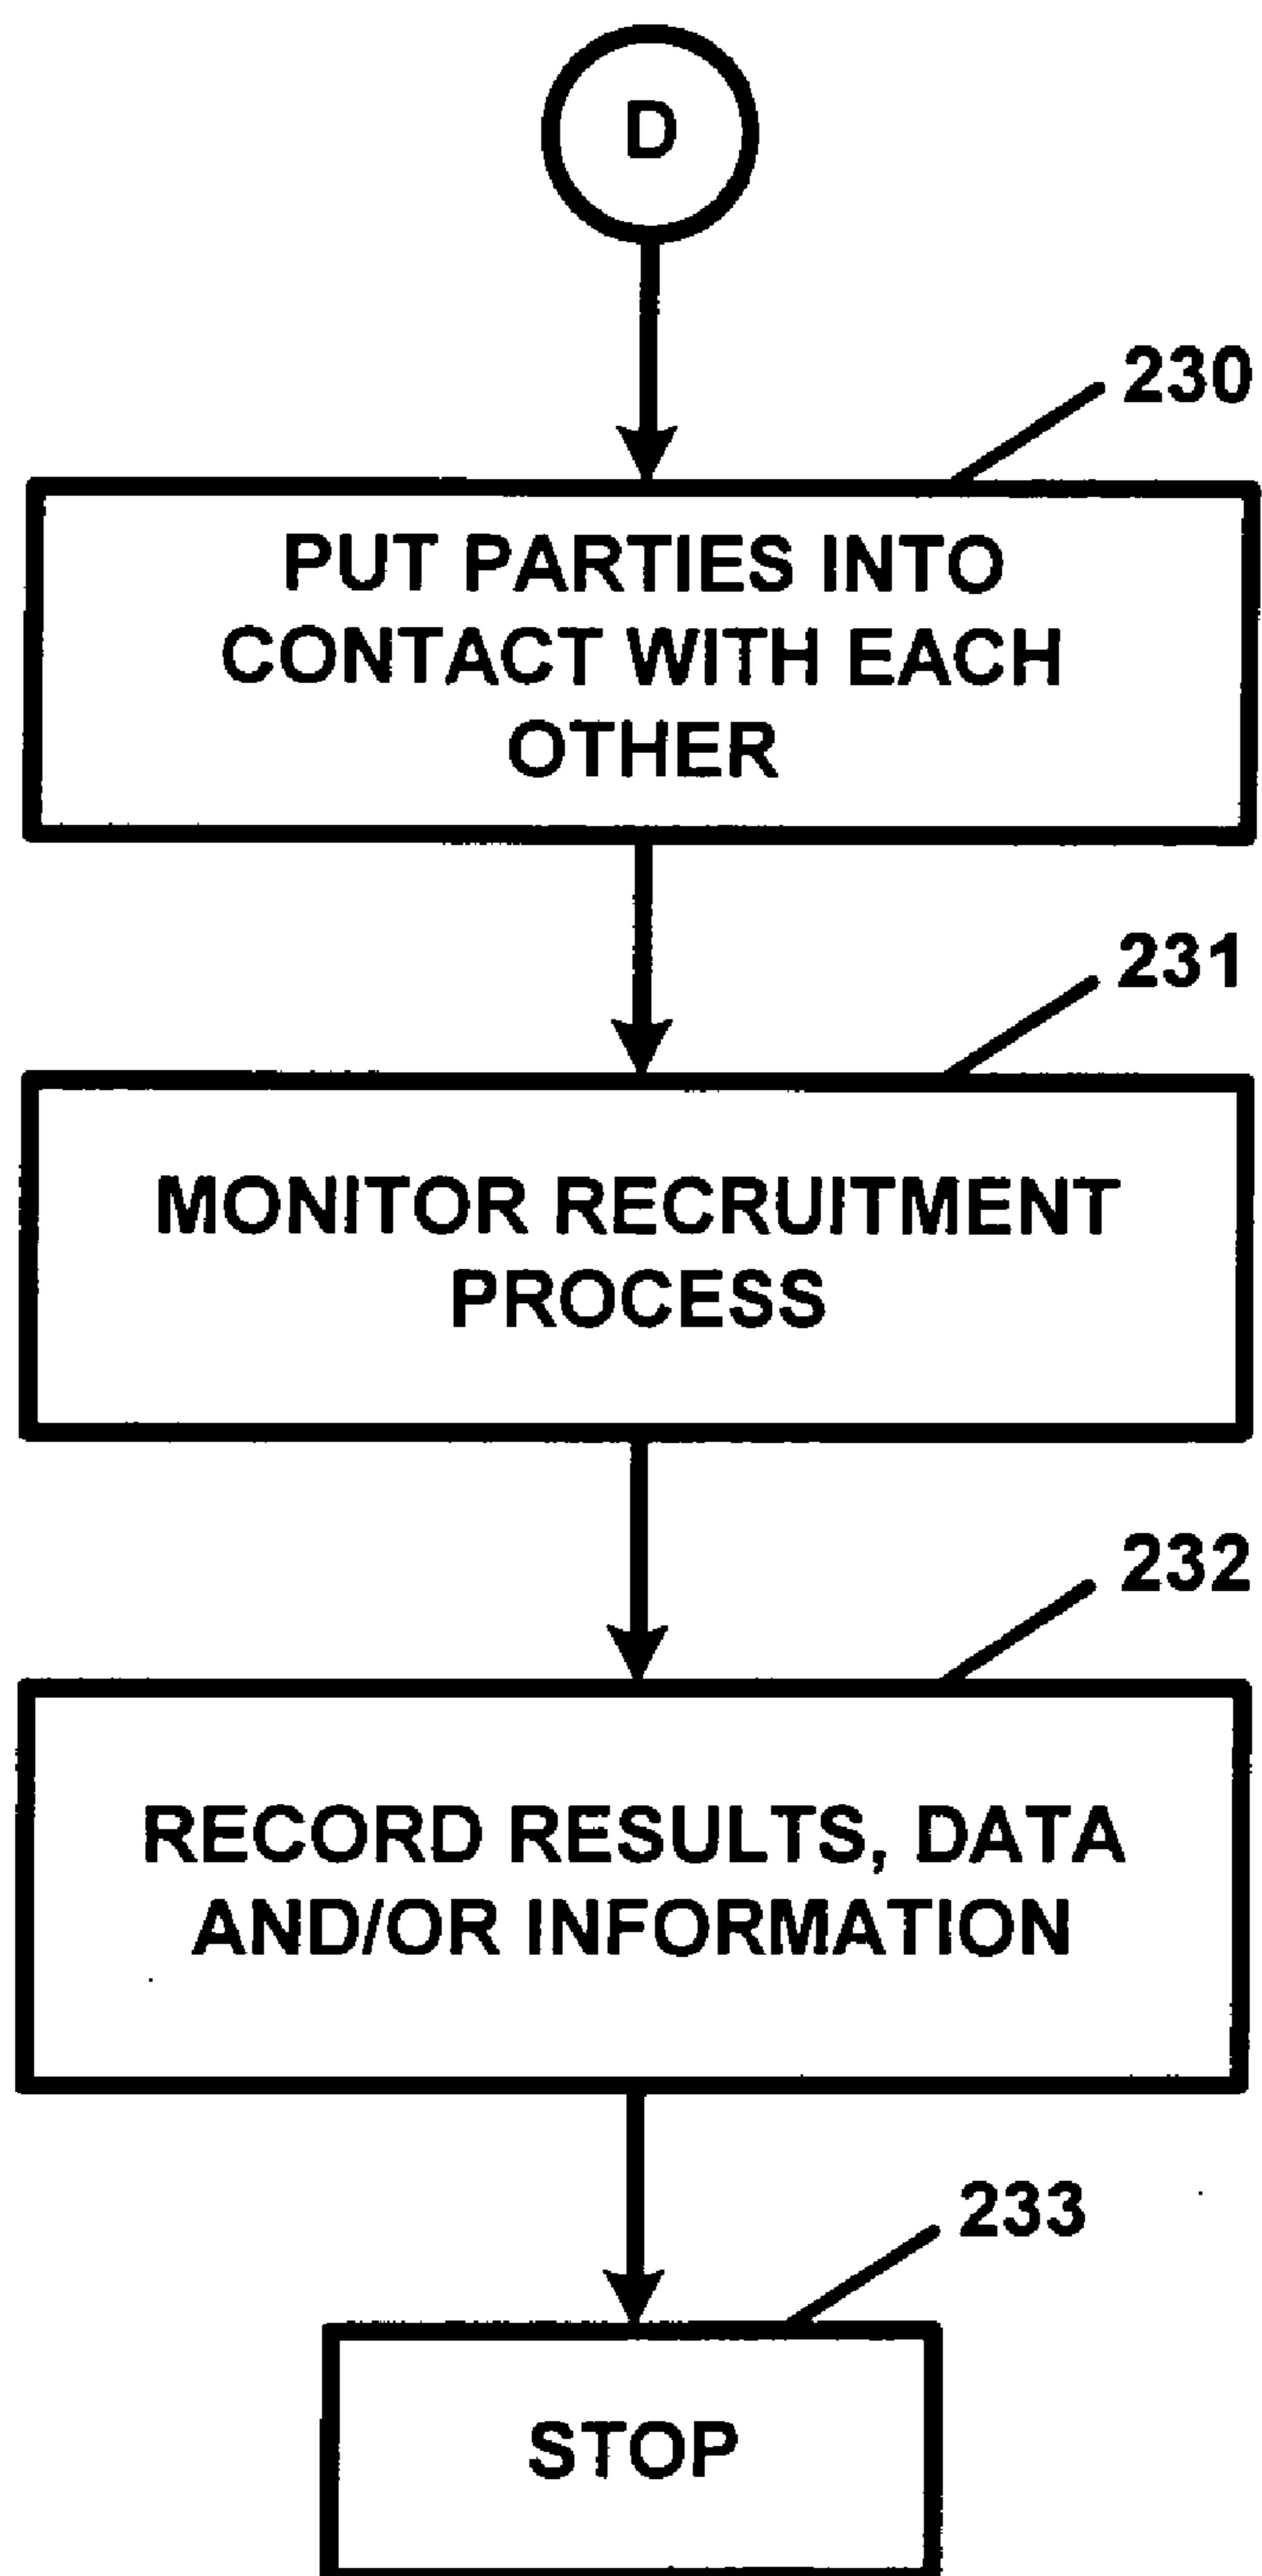 D
230
PUT PARTIES INTO
CONTACT WITH EACH
OTHER
231
MONITOR RECRUITMENT
PROCESS
232
RECORD RESULTS, DATA
AND/OR INFORMATION
233
STOP